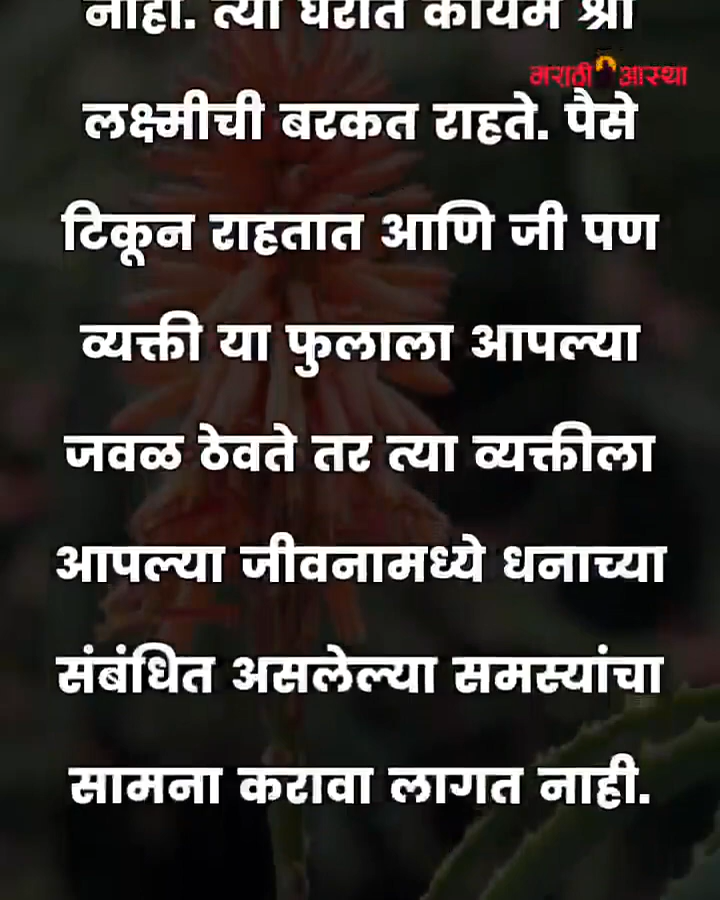 नाही. त्या घरात कायम श्री
मराठी आस्था
लक्ष्मीची बरकत राहते. पैसे
टिकून राहतात आणि जी पण
व्यक्ती या फुलाला आपल्या
जवळ ठेवते तर त्या व्यक्तीला
आपल्या जीवनामध्ये धनाच्या
संबंधित असलेल्या समस्यांचा
सामना करावा लागत नाही.